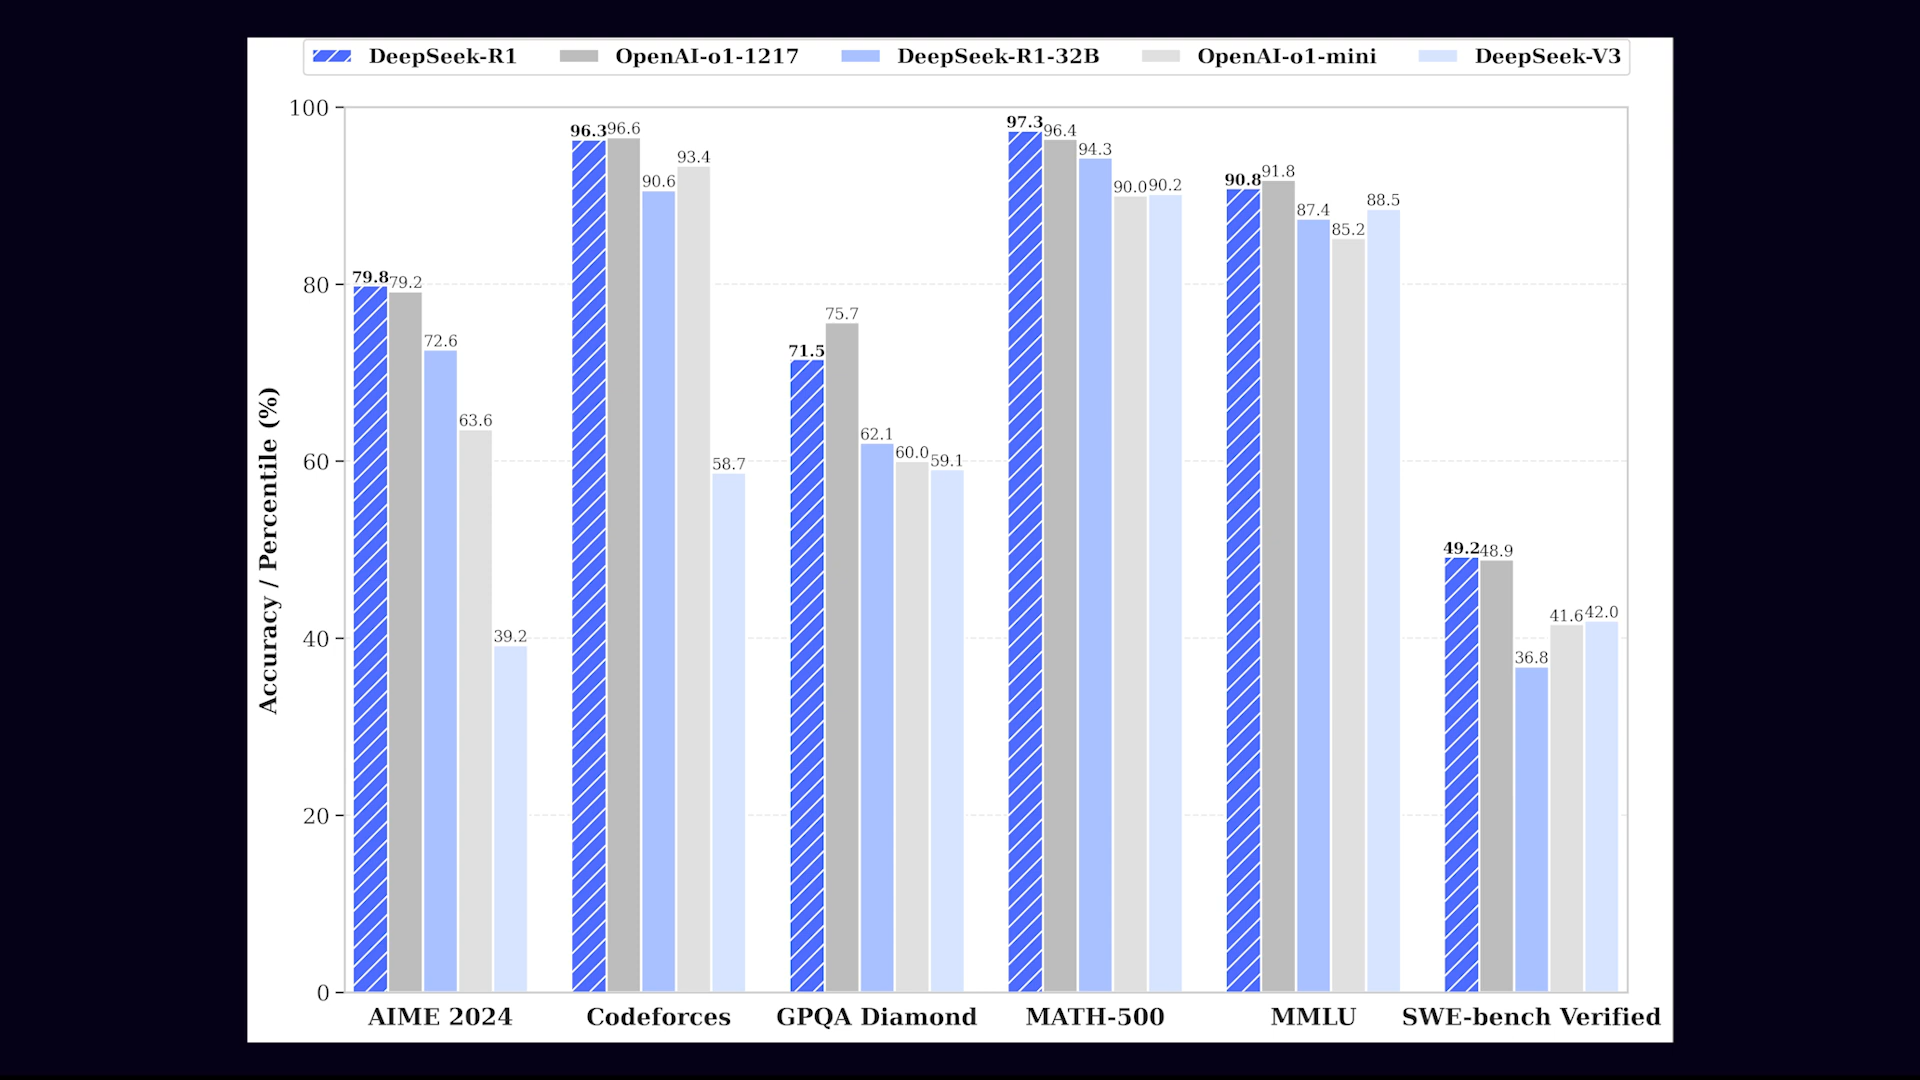 DeepSeek-R1 OpenAI-o1-1217 DeepSeek-R1-32B OpenAI-o1-mini DeepSeek-V3
Accuracy / Percentile (%)
100
80
60
40
20
0
79.8 79.2 72.6 63.6 39.2
96.3 96.6 90.6 93.4 58.7
71.5 75.7 62.1 60.0 59.1
97.3 96.4 94.3 90.0 90.2
90.8 91.8 87.4 85.2 88.5
49.2 48.9 36.8 41.6 42.0
AIME 2024 Codeforces GPQA Diamond MATH-500 MMLU SWE-bench Verified